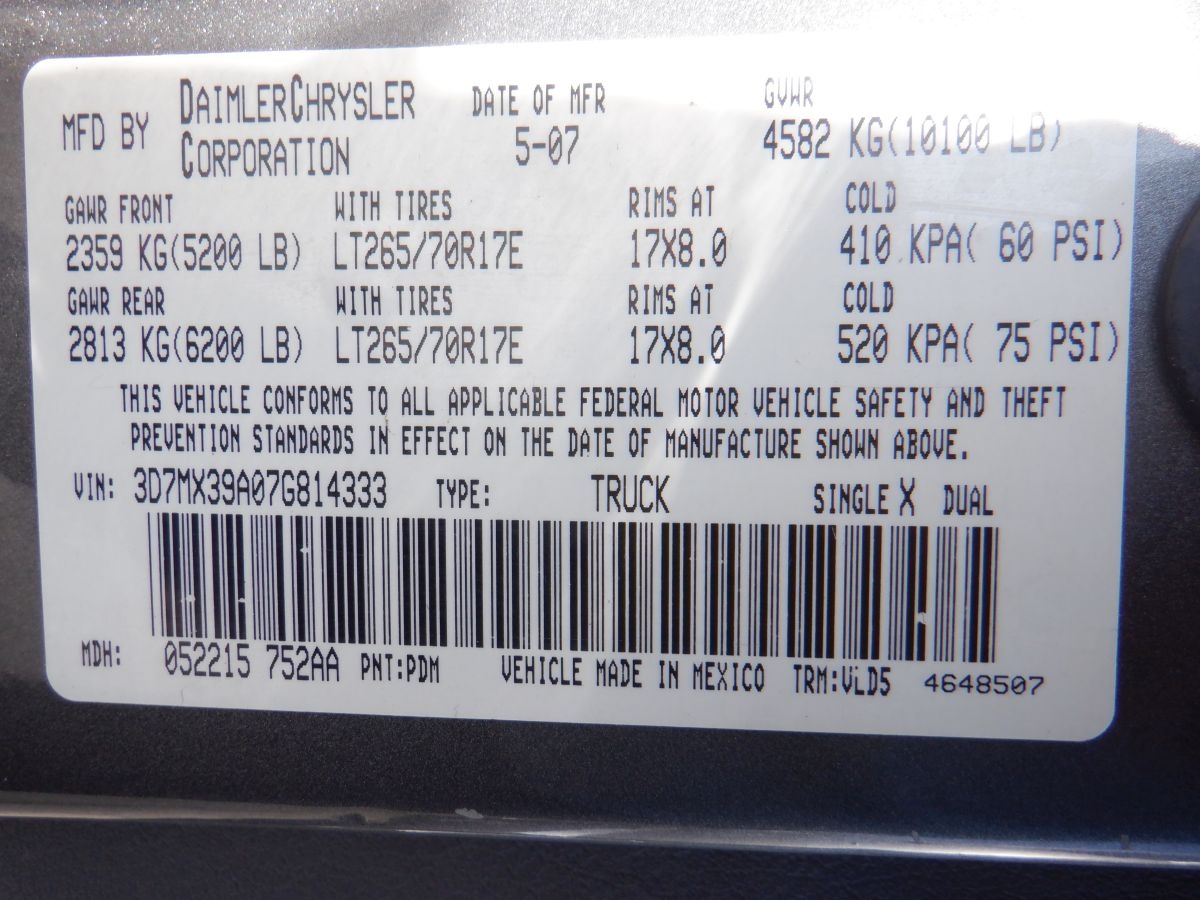 MFD BY DAIMLERCHRYSLER CORPORATION DATE OF MFR 5-07 GVWR 4582 KG(10100 LB)
GAWR FRONT WITH TIRES RIMS AT COLD
2359 KG(5200 LB) LT265/70R17E 17X8.0 410 KPA( 60 PSI)
GAWR REAR WITH TIRES RIMS AT COLD
2813 KG(6200 LB) LT265/70R17E 17X8.0 520 KPA( 75 PSI)
THIS VEHICLE CONFORMS TO ALL APPLICABLE FEDERAL MOTOR VEHICLE SAFETY AND THEFT
PREVENTION STANDARDS IN EFFECT ON THE DATE OF MANUFACTURE SHOWN ABOVE.
VIN: 3D7MX39A07G814333 TYPE: TRUCK SINGLE X DUAL
MDH: 052215 752AA PNT:PDM VEHICLE MADE IN MEXICO TRM:VLD5 4648507